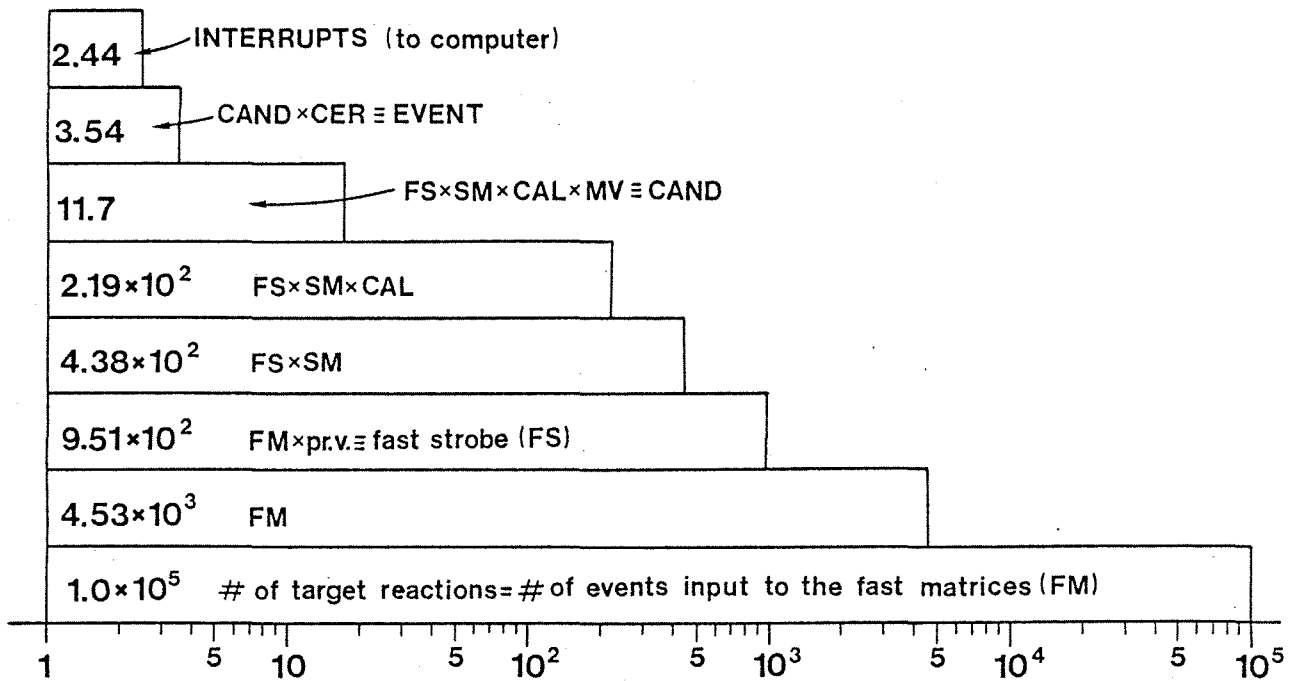 2.44 INTERRUPTS (to computer)
3.54 CAND×CER ≡ EVENT
11.7 FS×SM×CAL×MV ≡ CAND
2.19×10² FS×SM×CAL
4.38×10² FS×SM
9.51×10² FM×pr.v.≡ fast strobe (FS)
4.53×10³ FM
1.0×10⁵ # of target reactions= # of events input to the fast matrices (FM)
1 5 10 5 10² 5 10³ 5 10⁴ 5 10⁵